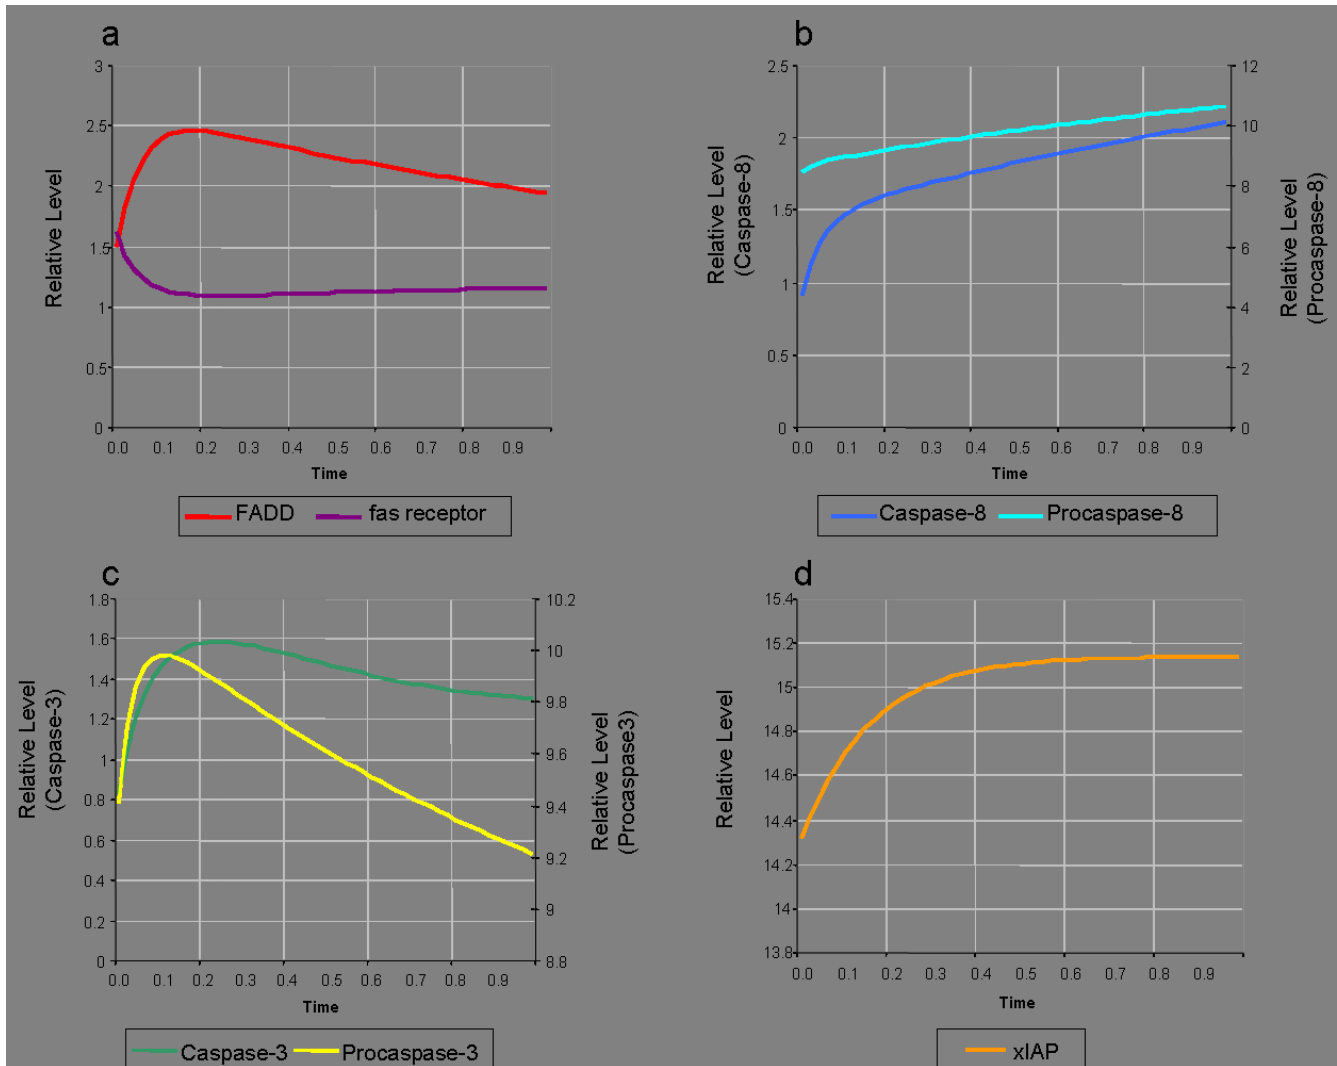 a
3
2.5
2
1.5
1
0.5
0
Relative Level
0.0 0.1 0.2 0.3 0.4 0.5 0.6 0.7 0.8 0.9
Time
FADD fas receptor
b
2.5
2
1.5
1
0.5
0
Relative Level
(Caspase-8)
12
10
8
6
4
2
0
Relative Level
(Procaspase-8)
0.0 0.1 0.2 0.3 0.4 0.5 0.6 0.7 0.8 0.9
Time
Caspase-8 Procaspase-8
c
1.8
1.6
1.4
1.2
1
0.8
0.6
0.4
0.2
0
Relative Level
(Caspase-3)
10.2
10
9.8
9.6
9.4
9.2
9
8.8
Relative Level
(Procaspase3)
0.0 0.1 0.2 0.3 0.4 0.5 0.6 0.7 0.8 0.9
Time
Caspase-3 Procaspase-3
d
15.4
15.2
15
14.8
14.6
14.4
14.2
14
13.8
Relative Level
0.0 0.1 0.2 0.3 0.4 0.5 0.6 0.7 0.8 0.9
Time
xIAP